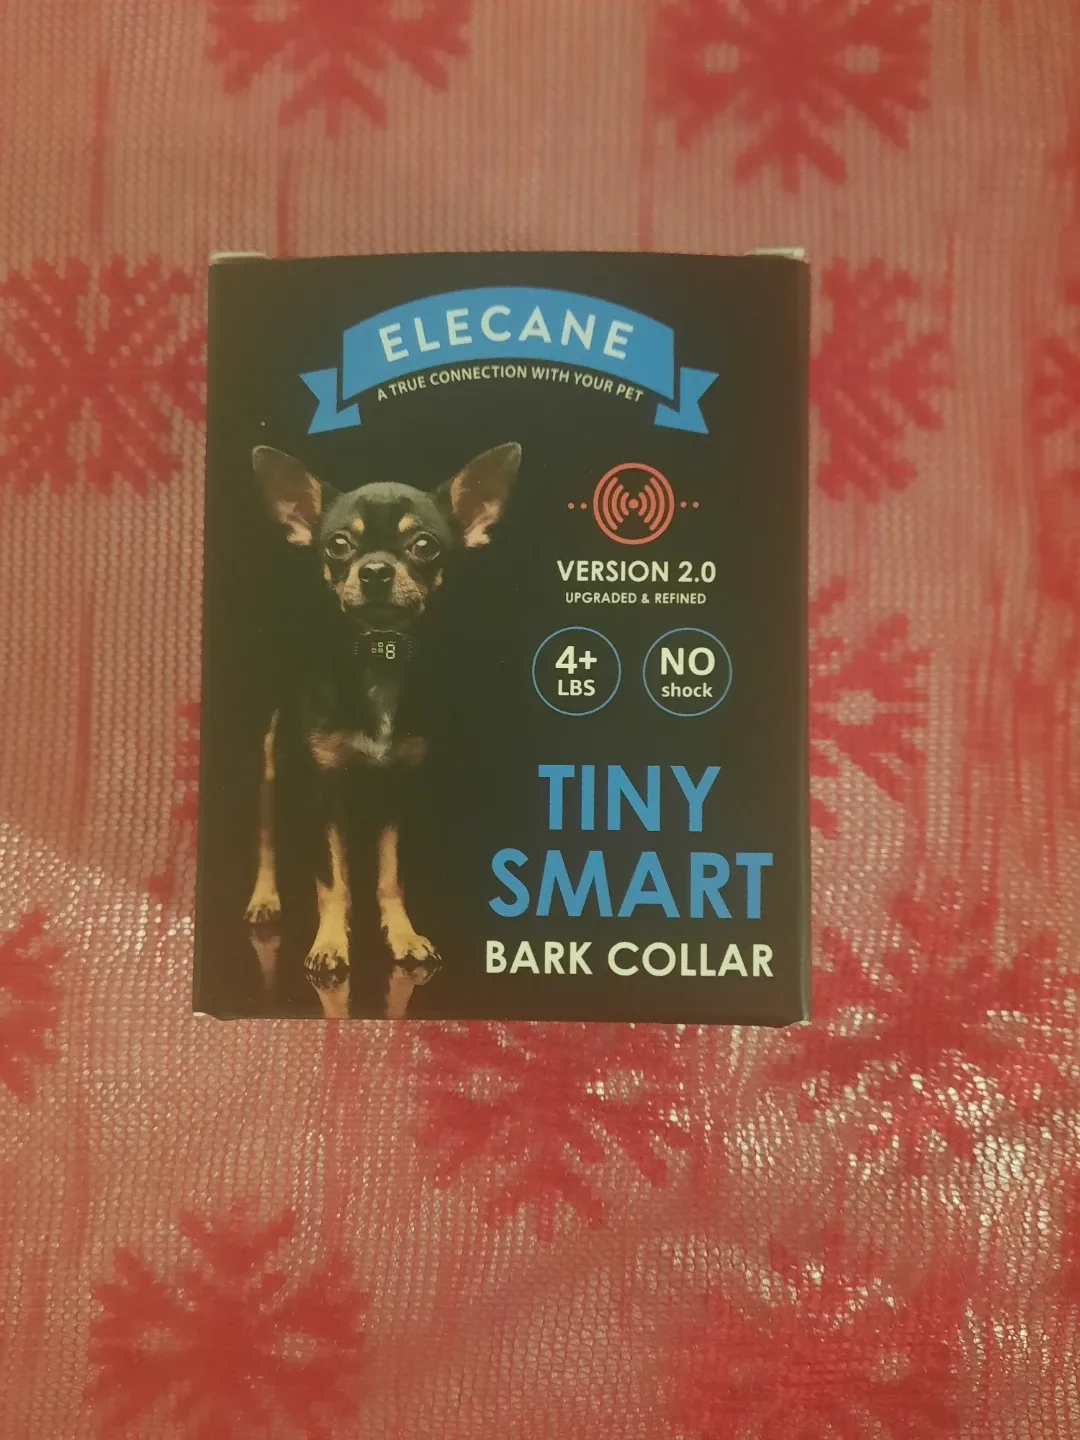 ELECANE
A TRUE CONNECTION WITH YOUR PET
VERSION 2.0
UPGRADED & REFINED
4+
LBS
NO
shock
8
TINY
SMART
BARK COLLAR